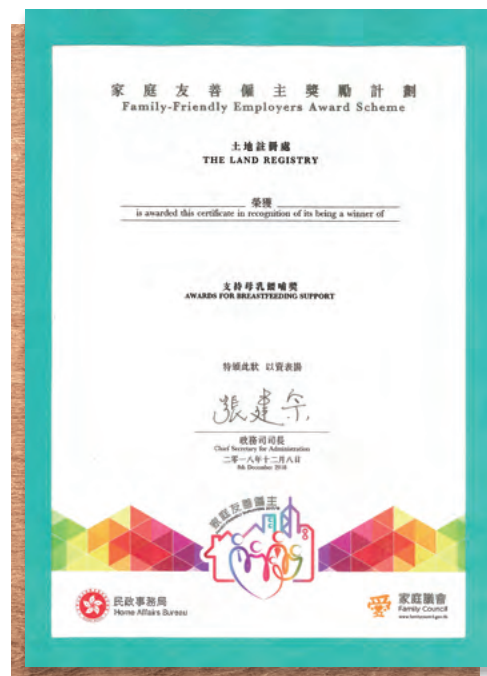 家庭友善僱主獎勵計劃
Family-Friendly Employers Award Scheme
土地註冊處
THE LAND REGISTRY
榮獲
is awarded this certificate in recognition of its being a winner of
支持母乳餵哺獎
AWARDS FOR BREASTFEEDING SUPPORT
特頒此狀 以資表揚
張建宗
政務司司長
Chief Secretary for Administration
二零一八年十二月八日
8th December 2018
家庭友善僱主
民政事務局
Home Affairs Bureau
家庭議會
Family Council
www.familycouncil.gov.hk